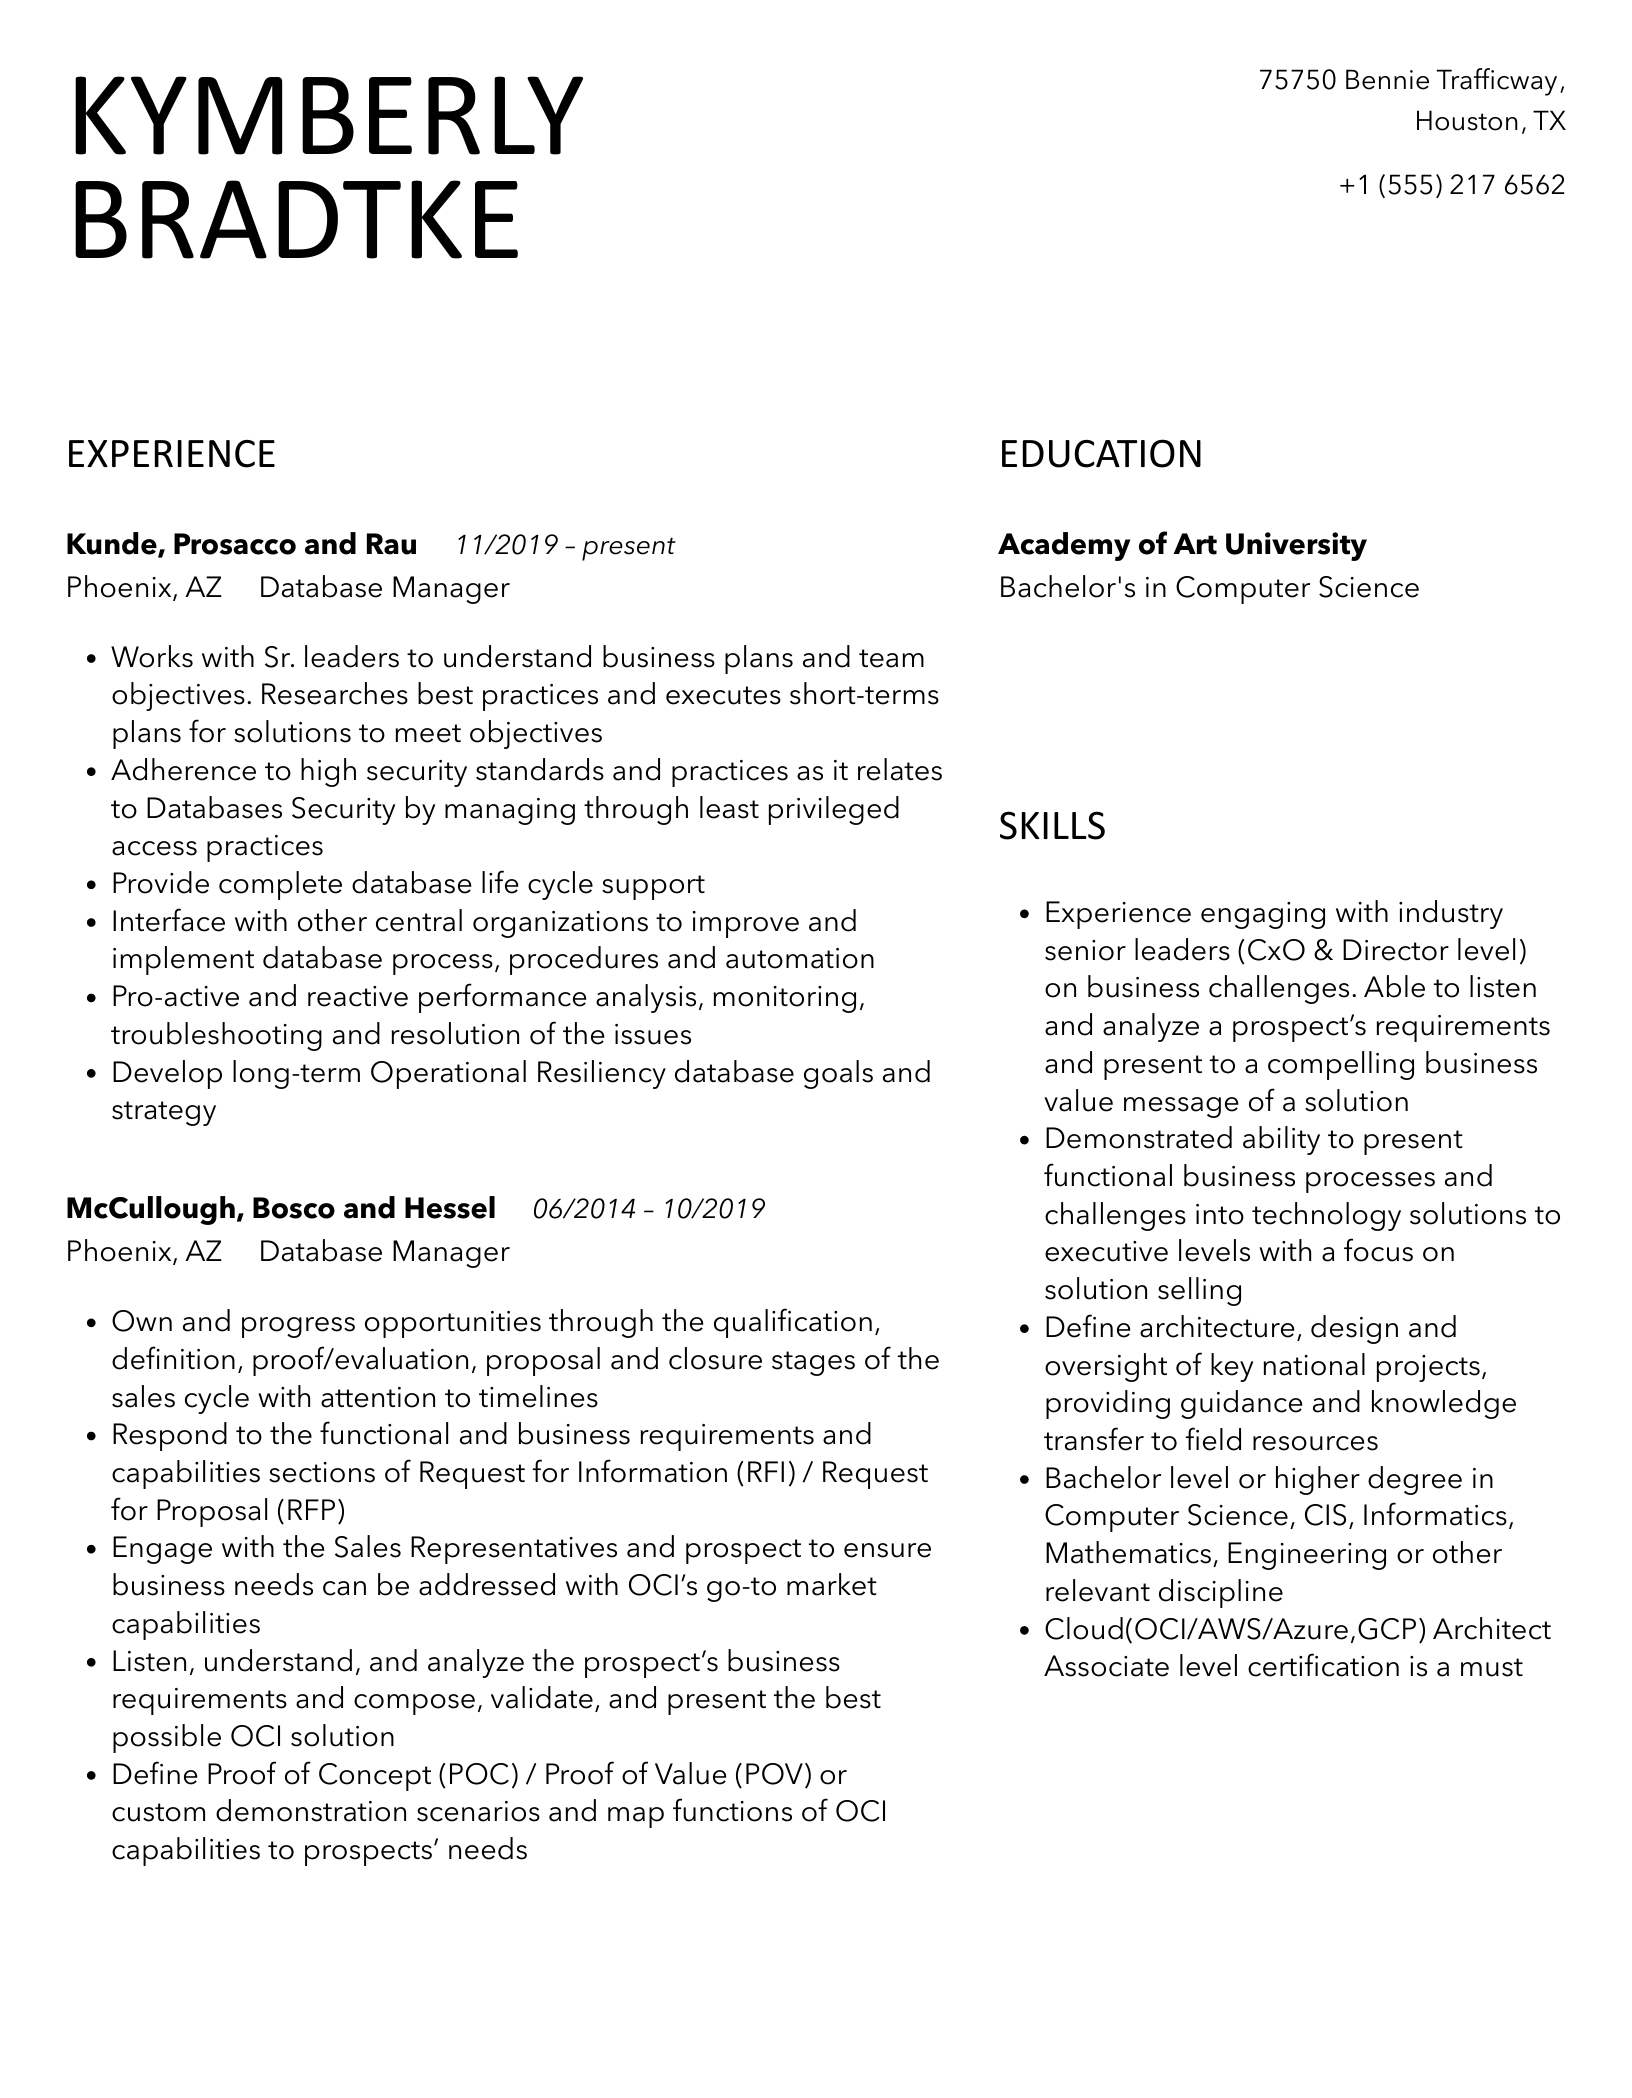 KYMBERLY
BRADTKE
75750 Bennie Trafficway,
Houston, TX
+1 (555) 217 6562
EXPERIENCE
Kunde, Prosacco and Rau 11/2019 – present
Phoenix, AZ Database Manager
• Works with Sr. leaders to understand business plans and team
objectives. Researches best practices and executes short-terms
plans for solutions to meet objectives
• Adherence to high security standards and practices as it relates
to Databases Security by managing through least privileged
access practices
• Provide complete database life cycle support
• Interface with other central organizations to improve and
implement database process, procedures and automation
• Pro-active and reactive performance analysis, monitoring,
troubleshooting and resolution of the issues
• Develop long-term Operational Resiliency database goals and
strategy
McCullough, Bosco and Hessel 06/2014 – 10/2019
Phoenix, AZ Database Manager
• Own and progress opportunities through the qualification,
definition, proof/evaluation, proposal and closure stages of the
sales cycle with attention to timelines
• Respond to the functional and business requirements and
capabilities sections of Request for Information (RFI) / Request
for Proposal (RFP)
• Engage with the Sales Representatives and prospect to ensure
business needs can be addressed with OCI’s go-to market
capabilities
• Listen, understand, and analyze the prospect’s business
requirements and compose, validate, and present the best
possible OCI solution
• Define Proof of Concept (POC) / Proof of Value (POV) or
custom demonstration scenarios and map functions of OCI
capabilities to prospects’ needs
EDUCATION
Academy of Art University
Bachelor's in Computer Science
SKILLS
• Experience engaging with industry
senior leaders (CxO & Director level)
on business challenges. Able to listen
and analyze a prospect’s requirements
and present to a compelling business
value message of a solution
• Demonstrated ability to present
functional business processes and
challenges into technology solutions to
executive levels with a focus on
solution selling
• Define architecture, design and
oversight of key national projects,
providing guidance and knowledge
transfer to field resources
• Bachelor level or higher degree in
Computer Science, CIS, Informatics,
Mathematics, Engineering or other
relevant discipline
• Cloud(OCI/AWS/Azure,GCP) Architect
Associate level certification is a must